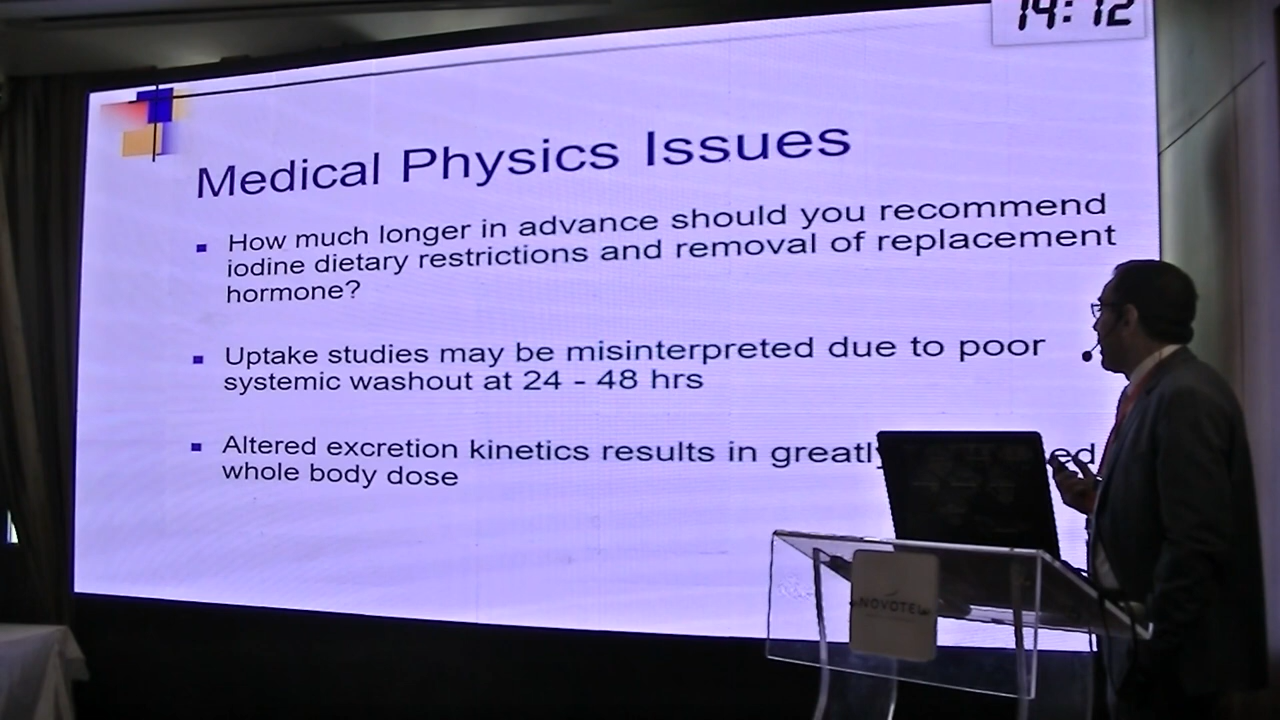 14:12
Medical Physics Issues
How much longer in advance should you recommend
iodine dietary restrictions and removal of replacement
hormone?
Uptake studies may be misinterpreted due to poor
systemic washout at 24 - 48 hrs
Altered excretion kinetics results in greatly
whole body dose
NOVOTEL